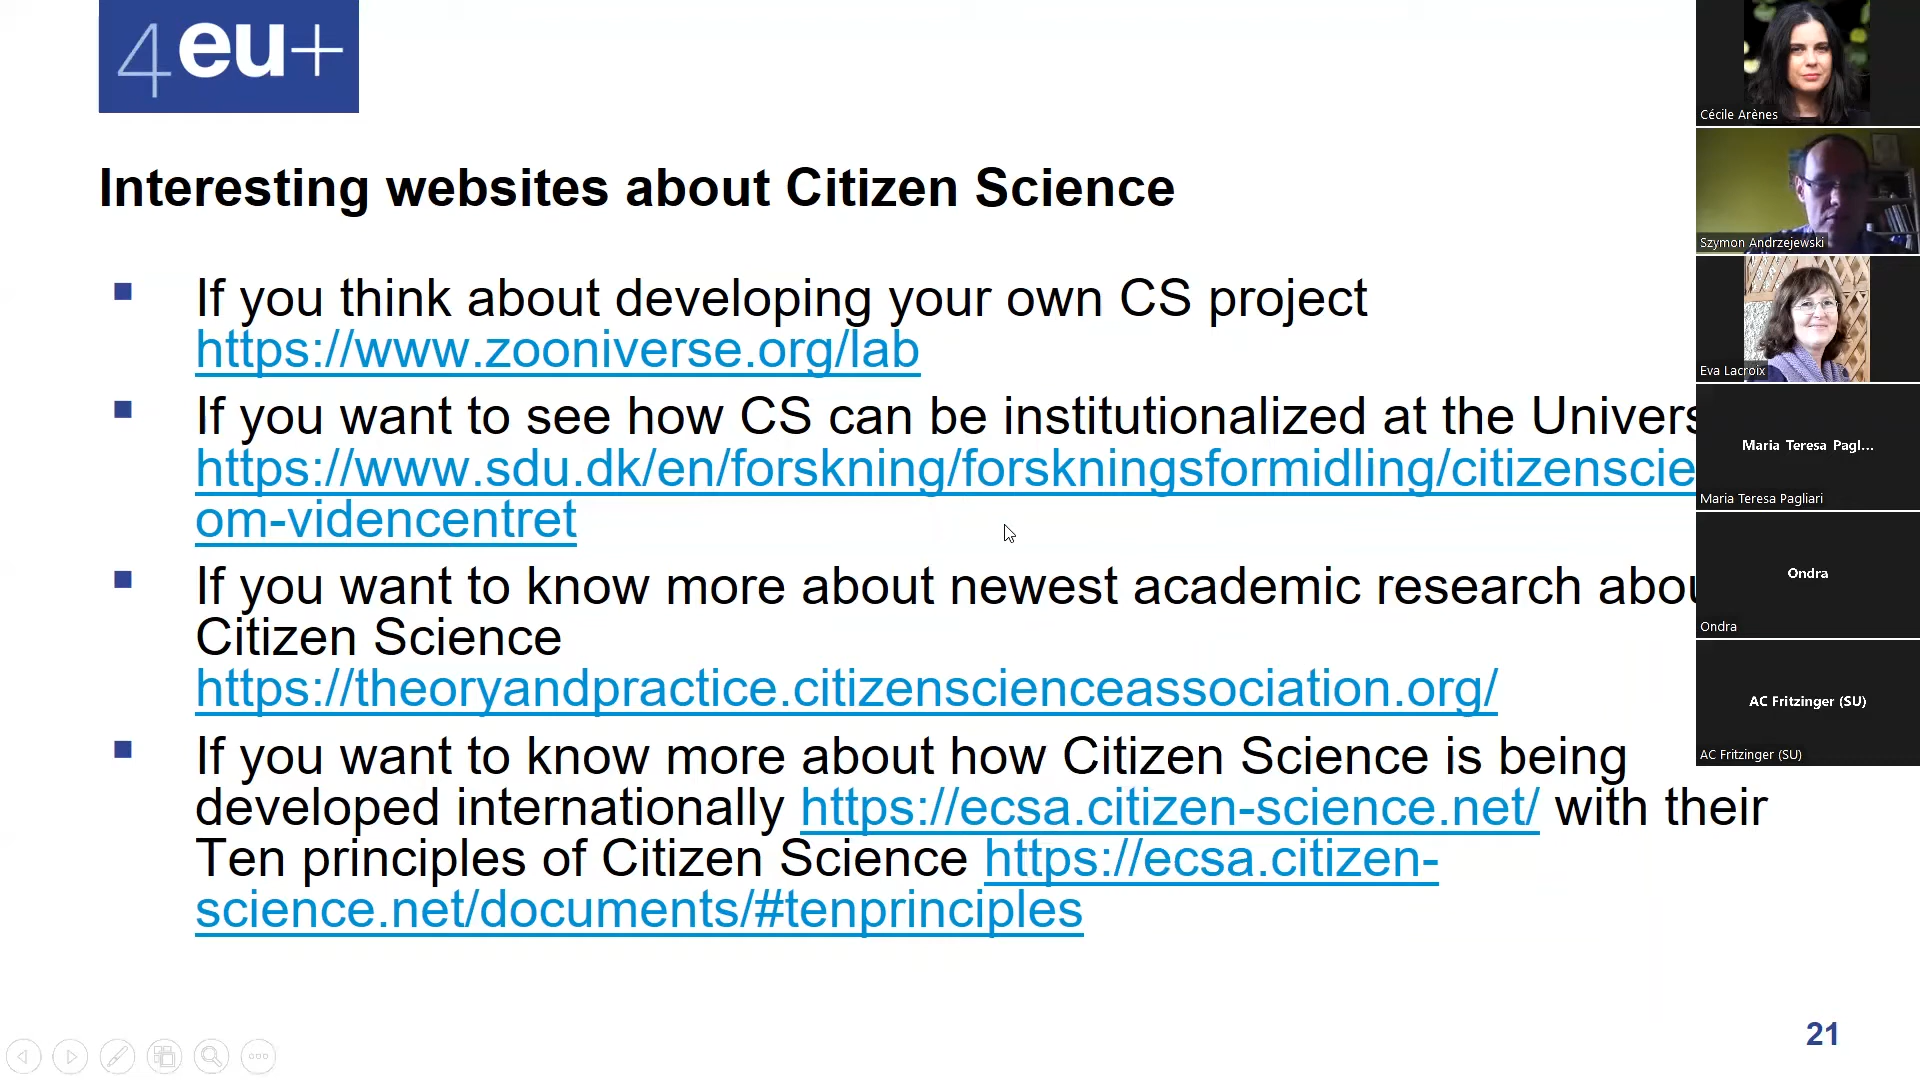 4eu+
Interesting websites about Citizen Science
If you think about developing your own CS project
https://www.zooniverse.org/lab
If you want to see how CS can be institutionalized at the Univers
https://www.sdu.dk/en/forskning/forskningsformidling/citizenscie
om-videncentret
If you want to know more about newest academic research abou
Citizen Science
https://theoryandpractice.citizenscienceassociation.org/
If you want to know more about how Citizen Science is being
developed internationally https://ecsa.citizen-science.net/ with their
Ten principles of Citizen Science https://ecsa.citizen-
science.net/documents/#tenprinciples
21
Cécile Arènes
Szymon Andrzejewski
Eva Lacroix
Maria Teresa Pagl...
Maria Teresa Pagliari
Ondra
Ondra
AC Fritzinger (SU)
AC Fritzinger (SU)